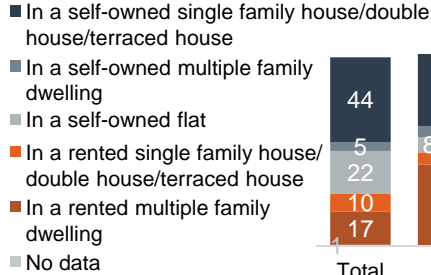 In a self-owned single family house/double
house/terraced house
In a self-owned multiple family
dwelling
In a self-owned flat
In a rented single family house/
double house/terraced house
In a rented multiple family
dwelling
No data
44
5
22
10
17
1
8
Total